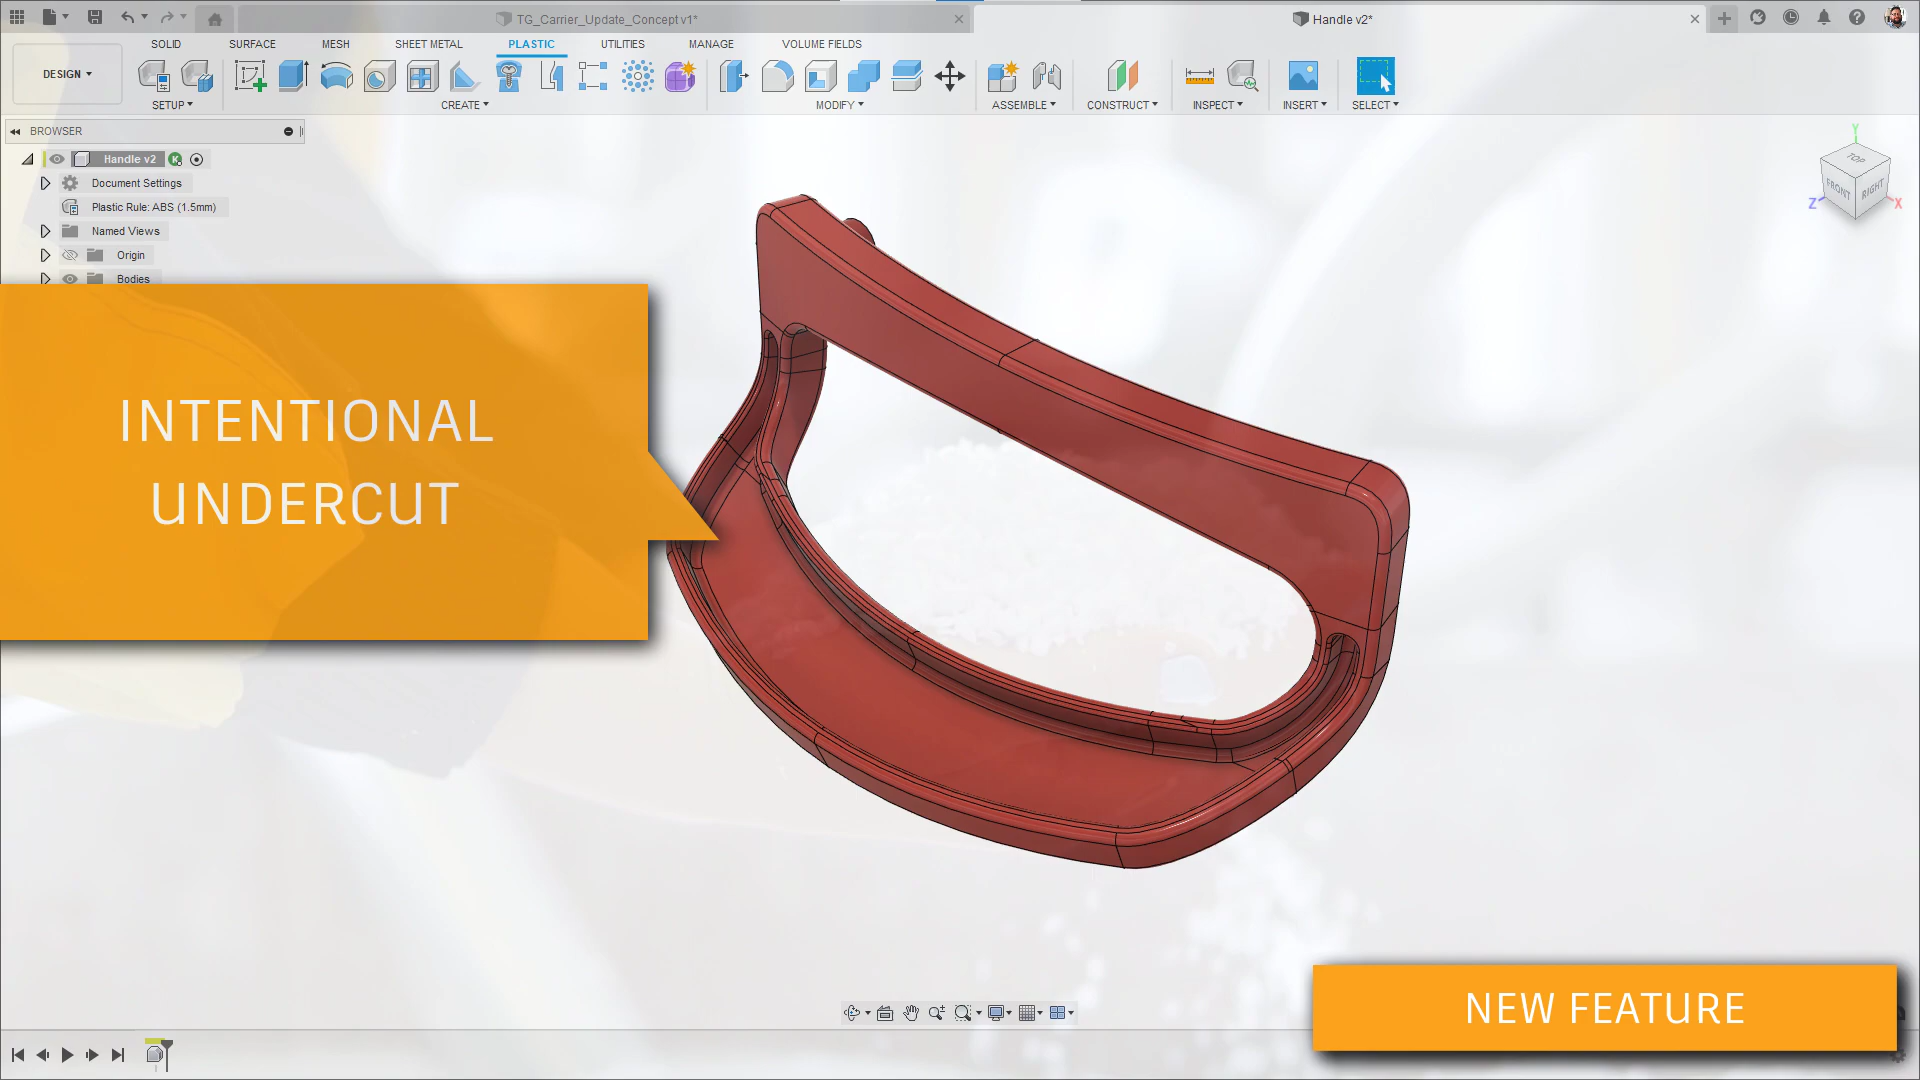 TG_Carrier_Update_Concept v1*
Handle v2*
SOLID
SURFACE
MESH
SHEET METAL
PLASTIC
UTILITIES
MANAGE
VOLUME FIELDS
DESIGN
SETUP
CREATE
MODIFY
ASSEMBLE
CONSTRUCT
INSPECT
INSERT
SELECT
BROWSER
Handle v2
Document Settings
Plastic Rule: ABS (1.5mm)
Named Views
Origin
Bodies
Y
TOP
FRONT
RIGHT
Z
X
INTENTIONAL
UNDERCUT
NEW FEATURE